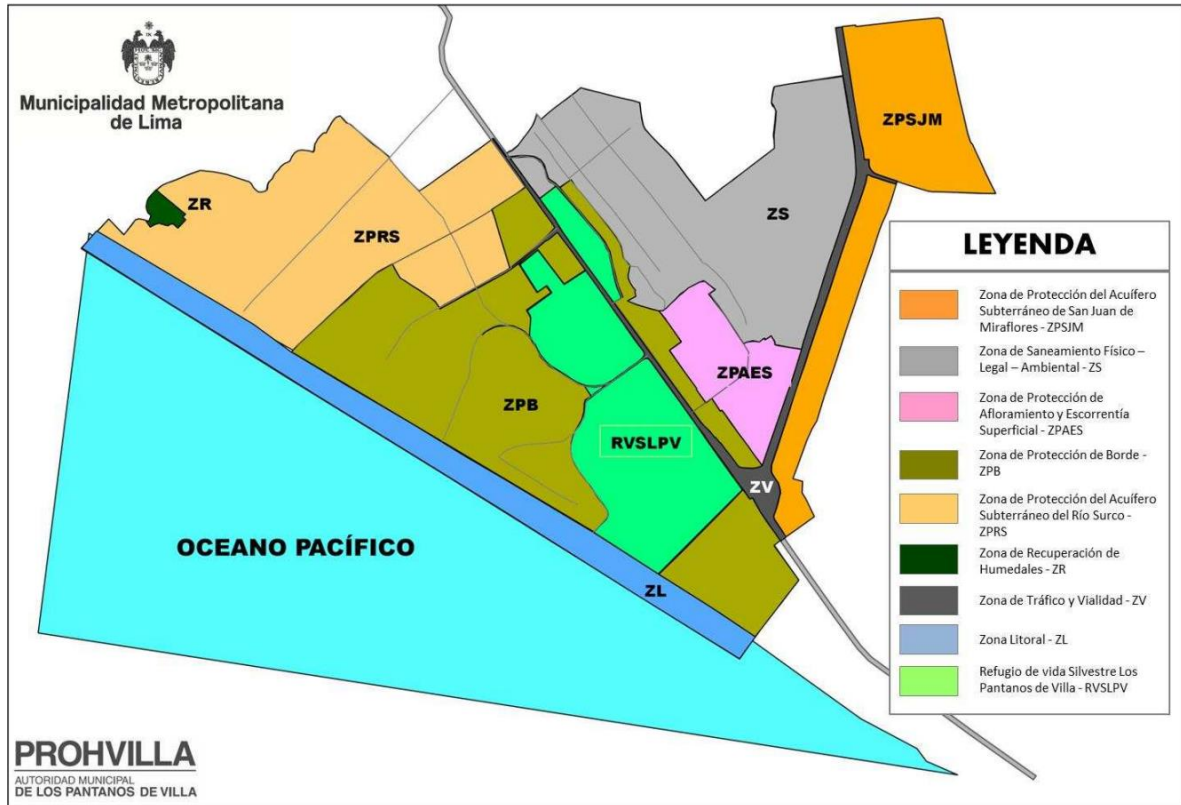 Municipalidad Metropolitana
de Lima
ZPSJM
ZR
ZS
ZPRS
ZPAES
ZPB
RVSLPV
ZV
OCEANO PACÍFICO
ZL
LEYENDA
Zona de Protección del Acuífero
Subterráneo de San Juan de
Miraflores - ZPSJM
Zona de Saneamiento Físico –
Legal – Ambiental - ZS
Zona de Protección de
Afloramiento y Escorrentía
Superficial - ZPAES
Zona de Protección de Borde -
ZPB
Zona de Protección del Acuífero
Subterráneo del Río Surco -
ZPRS
Zona de Recuperación de
Humedales - ZR
Zona de Tráfico y Vialidad - ZV
Zona Litoral - ZL
Refugio de vida Silvestre Los
Pantanos de Villa - RVSLPV
PROHVILLA
AUTORIDAD MUNICIPAL
DE LOS PANTANOS DE VILLA